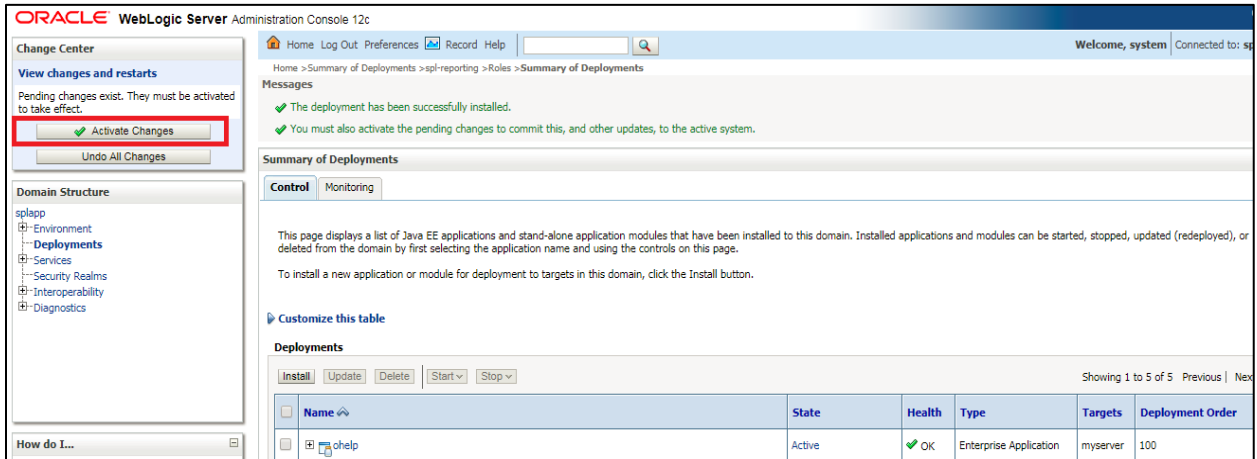 ORACLE WebLogic Server Administration Console 12c
Change Center
View changes and restarts
Pending changes exist. They must be activated
to take effect.
Activate Changes
Undo All Changes
Domain Structure
splapp
Environment
Deployments
Services
Security Realms
Interoperability
Diagnostics
How do I...
Home Log Out Preferences Record Help
Welcome, system Connected to: sp
Home >Summary of Deployments >spl-reporting >Roles >Summary of Deployments
Messages
The deployment has been successfully installed.
You must also activate the pending changes to commit this, and other updates, to the active system.
Summary of Deployments
Control Monitoring
This page displays a list of Java EE applications and stand-alone application modules that have been installed to this domain. Installed applications and modules can be started, stopped, updated (redeployed), or
deleted from the domain by first selecting the application name and using the controls on this page.
To install a new application or module for deployment to targets in this domain, click the Install button.
Customize this table
Deployments
Install Update Delete Start Stop
Showing 1 to 5 of 5 Previous | Nex
Name State Health Type Targets Deployment Order
ohelp Active OK Enterprise Application myserver 100